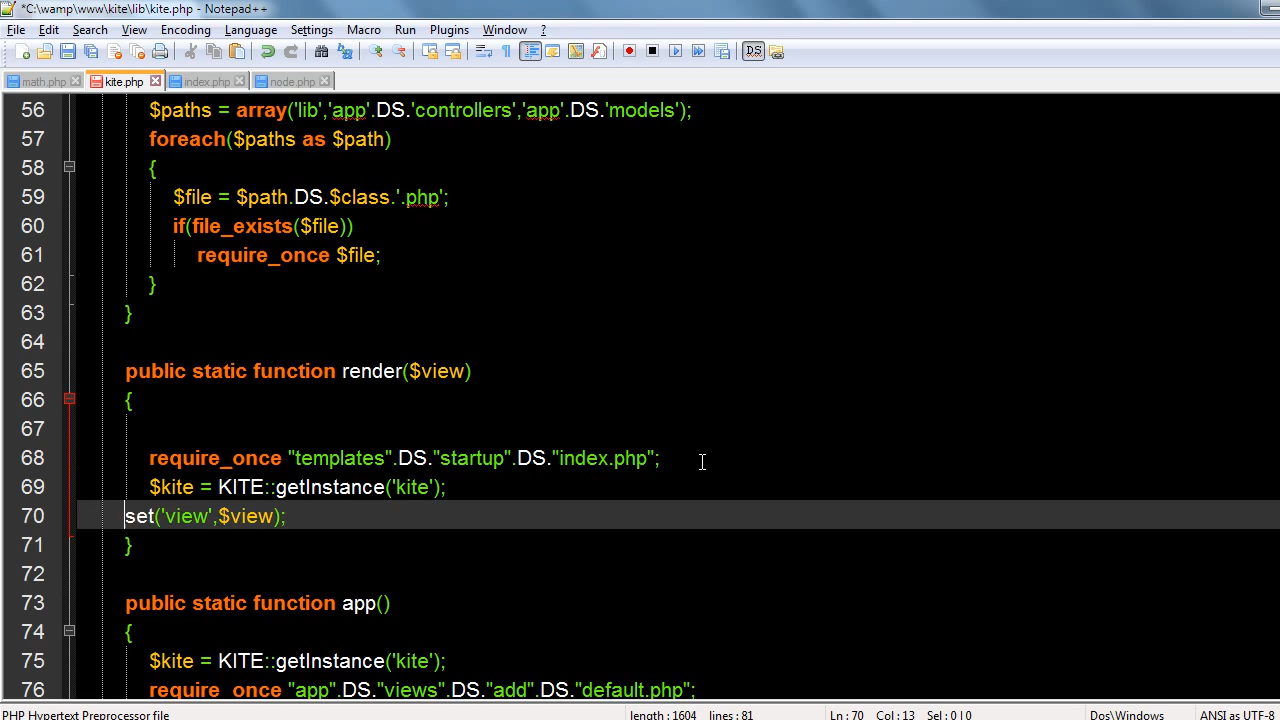 *C:\wamp\www\kite\lib\kite.php - Notepad++
File Edit Search View Encoding Language Settings Macro Run Plugins Window ?
math.php kite.php index.php node.php
56 $paths = array('lib','app'.DS.'controllers','app'.DS.'models');
57 foreach($paths as $path)
58 {
59 $file = $path.DS.$class.'.php';
60 if(file_exists($file))
61 require_once $file;
62 }
63 }
64
65 public static function render($view)
66 {
67
68 require_once "templates".DS."startup".DS."index.php";
69 $kite = KITE::getInstance('kite');
70 set('view',$view);
71 }
72
73 public static function app()
74 {
75 $kite = KITE::getInstance('kite');
76 require_once "app".DS."views".DS."add".DS."default.php";
PHP Hypertext Preprocessor file length : 1604 lines : 81 Ln : 70 Col : 13 Sel : 0 | 0 Dos\Windows ANSI as UTF-8